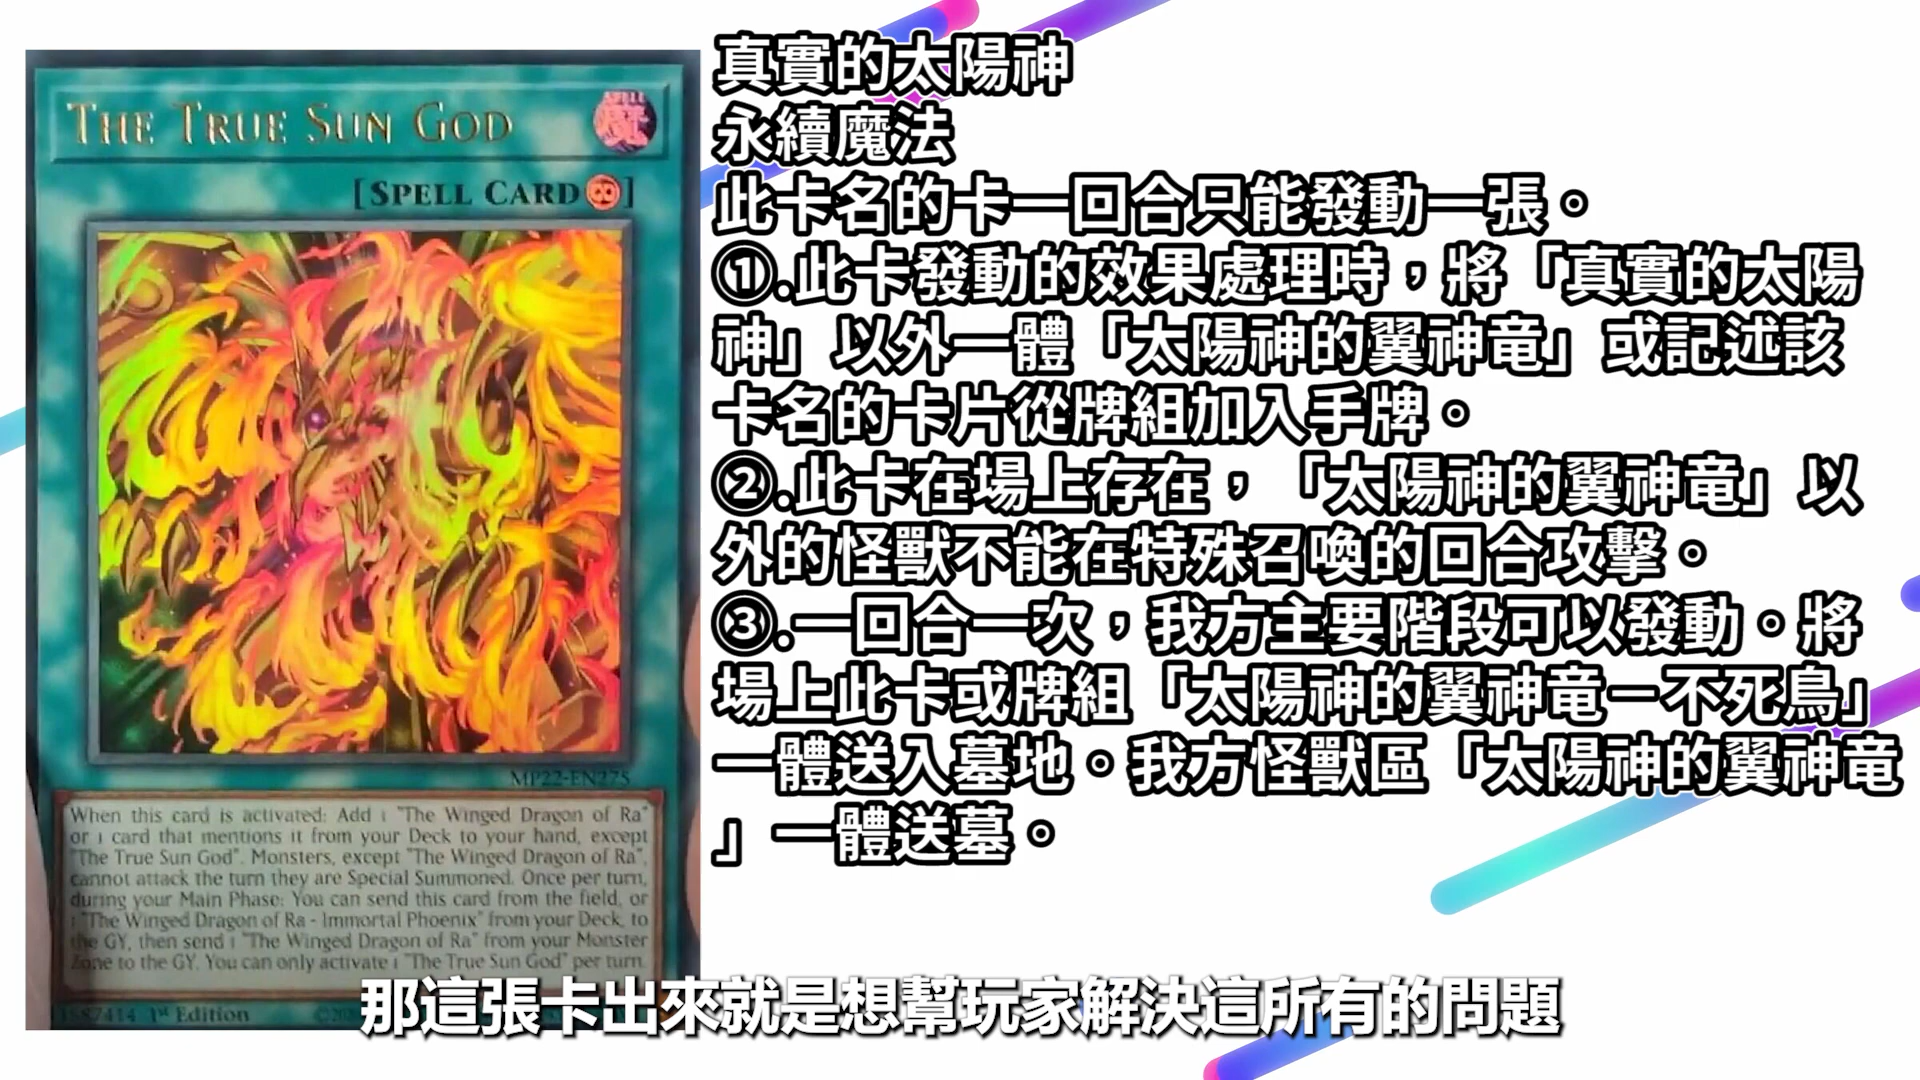 THE TRUE SUN GOD
SPELL
魔
[SPELL CARD]
MP22-EN275
When this card is activated: Add 1 "The Winged Dragon of Ra"
or 1 card that mentions it from your Deck to your hand, except
"The True Sun God". Monsters, except "The Winged Dragon of Ra",
cannot attack the turn they are Special Summoned. Once per turn,
during your Main Phase: You can send this card from the field, or
1 "The Winged Dragon of Ra - Immortal Phoenix" from your Deck, to
the GY, then send 1 "The Winged Dragon of Ra" from your Monster
Zone to the GY. You can only activate 1 "The True Sun God" per turn.
1st Edition
真實的太陽神
永續魔法
此卡名的卡一回合只能發動一張。
①.此卡發動的效果處理時，將「真實的太陽
神」以外一體「太陽神的翼神竜」或記述該
卡名的卡片從牌組加入手牌。
②.此卡在場上存在，「太陽神的翼神竜」以
外的怪獸不能在特殊召喚的回合攻擊。
③.一回合一次，我方主要階段可以發動。將
場上此卡或牌組「太陽神的翼神竜－不死鳥」
一體送入墓地。我方怪獸區「太陽神的翼神竜
」一體送墓。
那這張卡出來就是想幫玩家解決這所有的問題